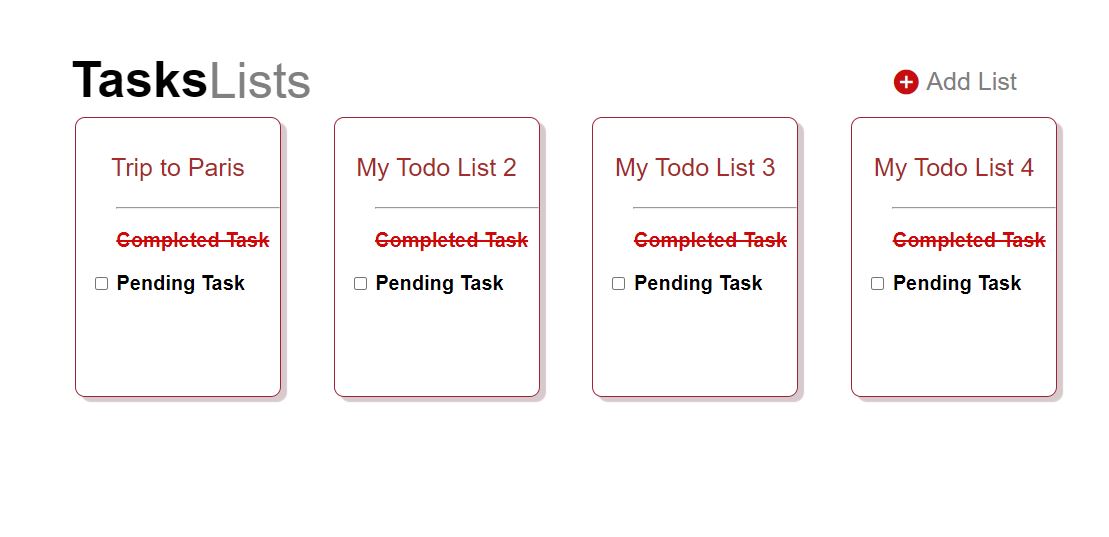 TasksLists
Add List
Trip to Paris
Completed Task
Pending Task
My Todo List 2
Completed Task
Pending Task
My Todo List 3
Completed Task
Pending Task
My Todo List 4
Completed Task
Pending Task